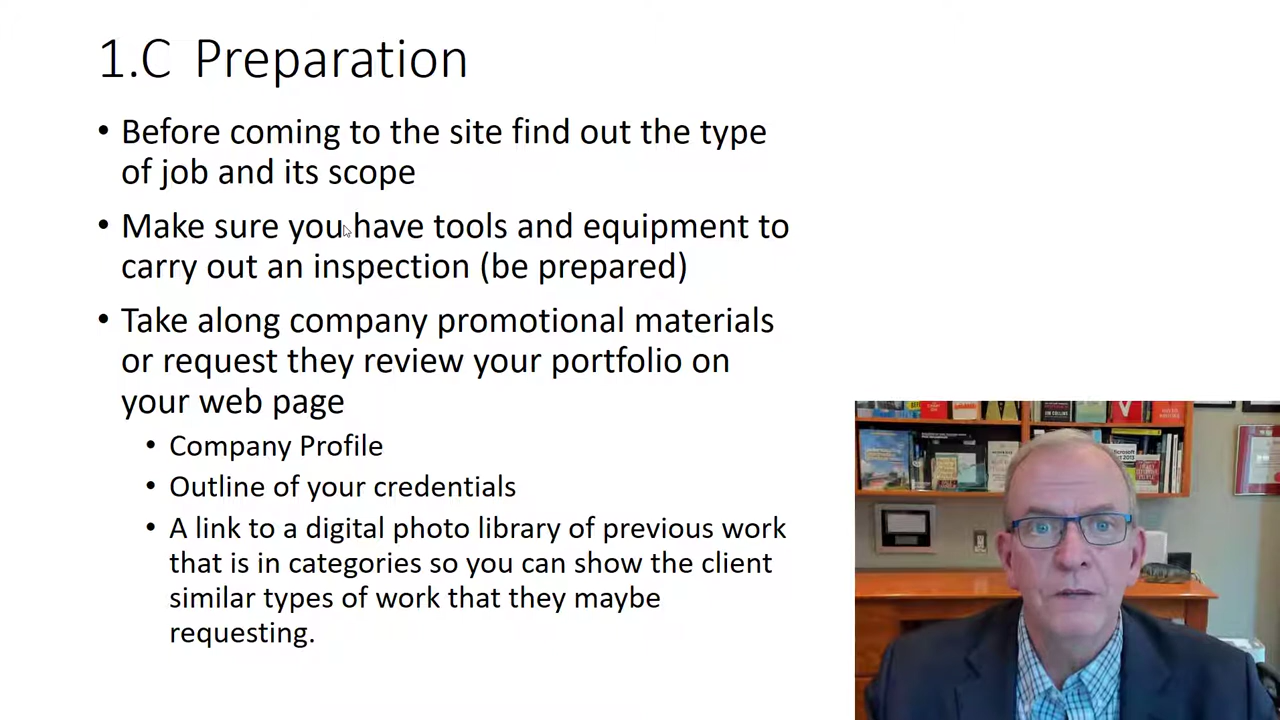 1.C Preparation
• Before coming to the site find out the type
of job and its scope
• Make sure you have tools and equipment to
carry out an inspection (be prepared)
• Take along company promotional materials
or request they review your portfolio on
your web page
• Company Profile
• Outline of your credentials
• A link to a digital photo library of previous work
that is in categories so you can show the client
similar types of work that they maybe
requesting.
JIM COLLINS
Microsoft